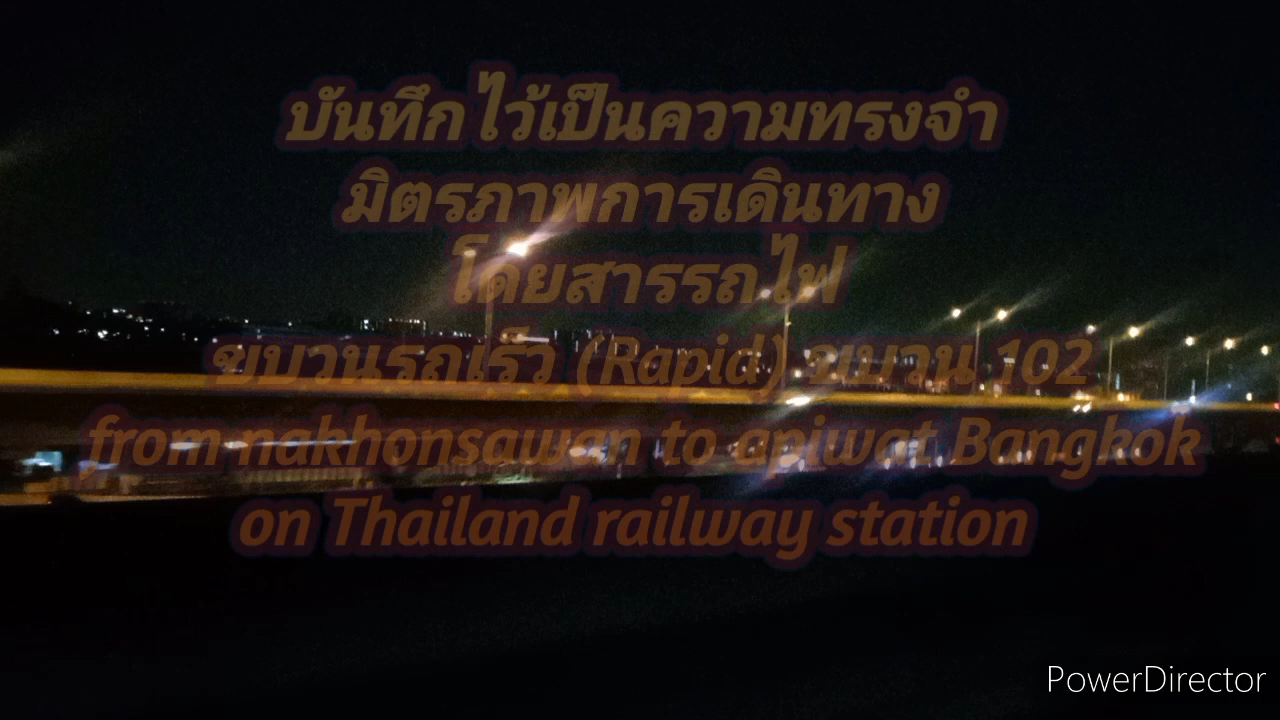 บันทึกไว้เป็นความทรงจำ
มิตรภาพการเดินทาง
โดยสารรถไฟ
ขบวนรถเร็ว (Rapid) ขบวน 102
from nakhonsawan to apiwat Bangkok
on Thailand railway station
PowerDirector